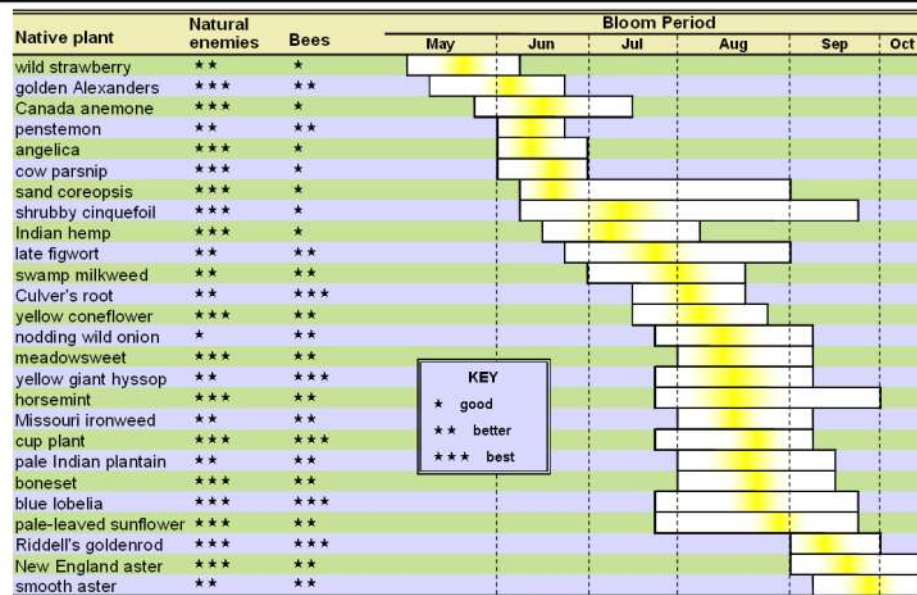 Native plant Natural enemies Bees Bloom Period
May Jun Jul Aug Sep Oct
wild strawberry ★★ ★
golden Alexanders ★★★ ★★
Canada anemone ★★★ ★
penstemon ★★ ★★
angelica ★★★ ★
cow parsnip ★★★ ★
sand coreopsis ★★★ ★
shrubby cinquefoil ★★★ ★
Indian hemp ★★★ ★
late figwort ★★ ★★
swamp milkweed ★★ ★★
Culver's root ★★ ★★★
yellow coneflower ★★★ ★★
nodding wild onion ★ ★★
meadowsweet ★★★ ★★
yellow giant hyssop ★★ ★★★
horsemint ★★★ ★★
Missouri ironweed ★★ ★★
cup plant ★★★ ★★★
pale Indian plantain ★★ ★★
boneset ★★★ ★★
blue lobelia ★★★ ★★★
pale-leaved sunflower ★★★ ★★
Riddell's goldenrod ★★★ ★★★
New England aster ★★★ ★★
smooth aster ★★ ★★
KEY
★ good
★★ better
★★★ best